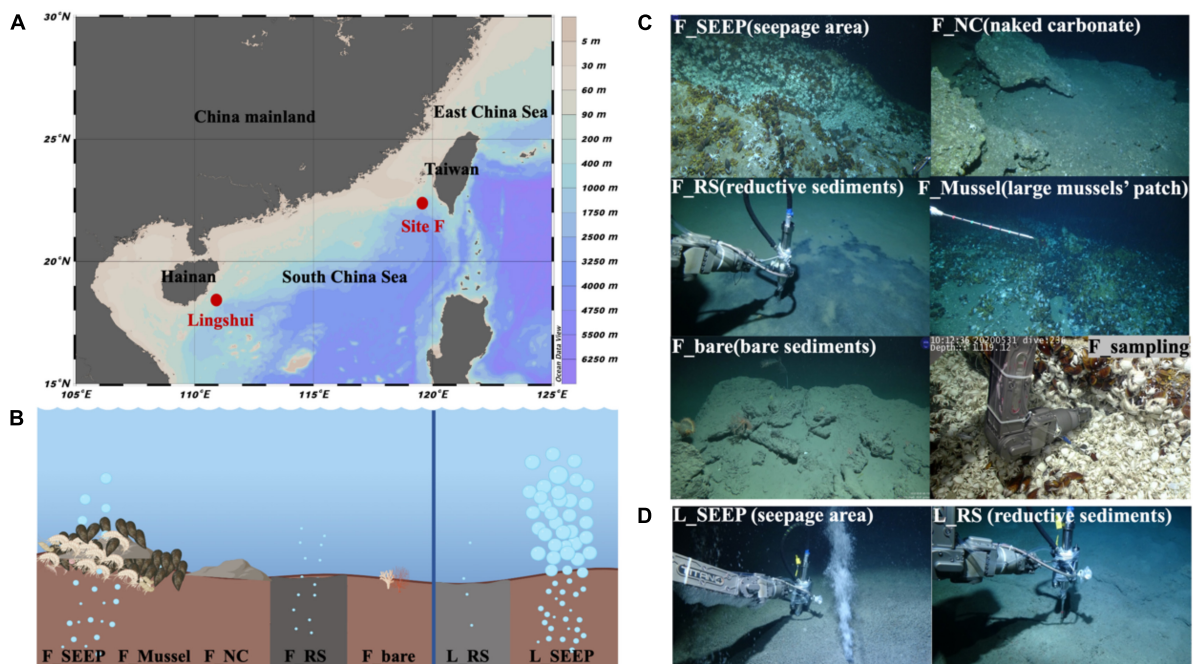 A
30°N
25°N
20°N
15°N
105°E
110°E
115°E
120°E
125°E
China mainland
East China Sea
Taiwan
Site F
Hainan
South China Sea
Lingshui
5 m
30 m
60 m
90 m
200 m
400 m
1000 m
1750 m
2500 m
3250 m
4000 m
4750 m
5500 m
6250 m
Ocean Data View
B
F_SEEP
F_Mussel
F_NC
F_RS
F_bare
L_RS
L_SEEP
C
F_SEEP(seepage area)
F_NC(naked carbonate)
F_RS(reductive sediments)
F_Mussel(large mussels' patch)
F_bare(bare sediments)
F_sampling
D
L_SEEP (seepage area)
L_RS (reductive sediments)